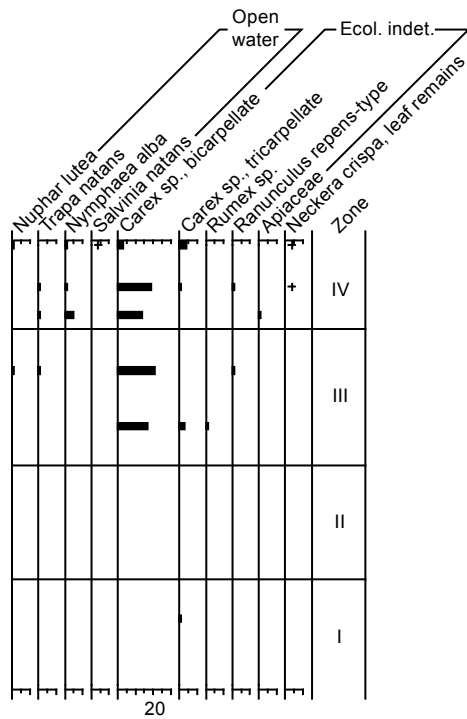 Open
water
Ecol. indet.
Nuphar lutea
Trapa natans
Nymphaea alba
Salvinia natans
Carex sp., bicarpellate
Carex sp., tricarpellate
Rumex sp.
Ranunculus repens-type
Apiaceae
Neckera crispa, leaf remains
Zone
IV
III
II
I
20